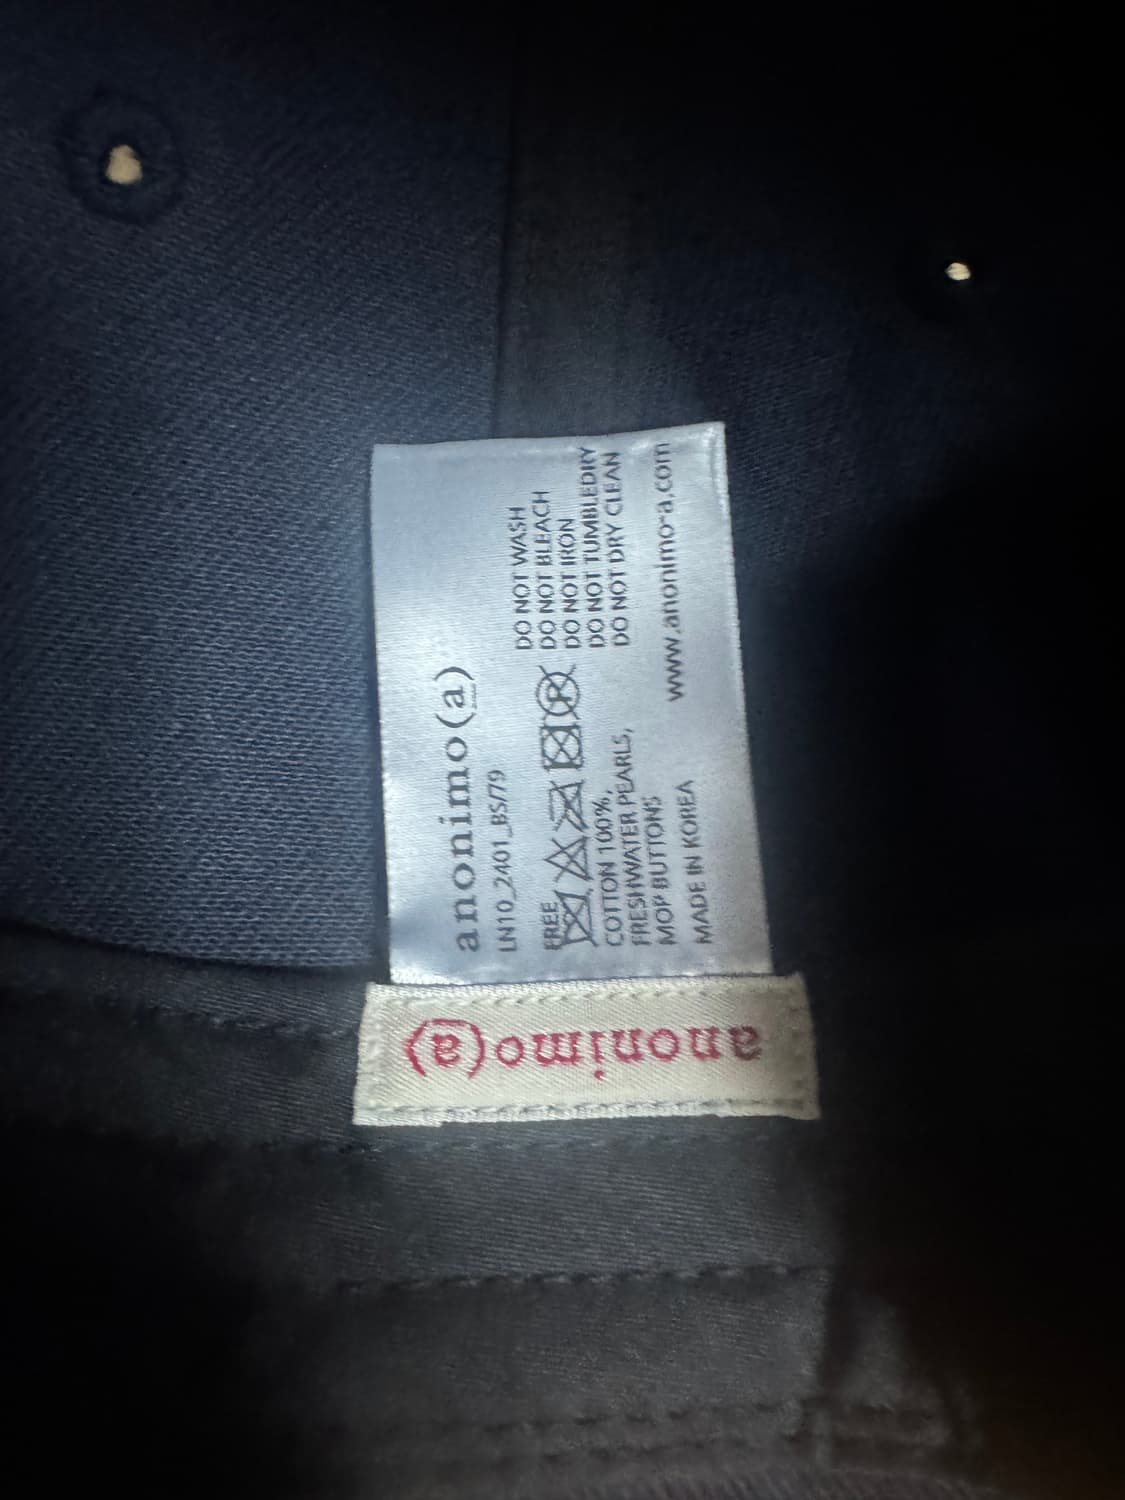 anonimo(a)
LN10_2401_BS/79
FREE
DO NOT WASH
DO NOT BLEACH
DO NOT IRON
DO NOT TUMBLEDRY
DO NOT DRY CLEAN
P
COTTON 100%,
FRESHWATER PEARLS,
MOP BUTTONS
MADE IN KOREA
www.anonimo-a.com
anonimo(a)